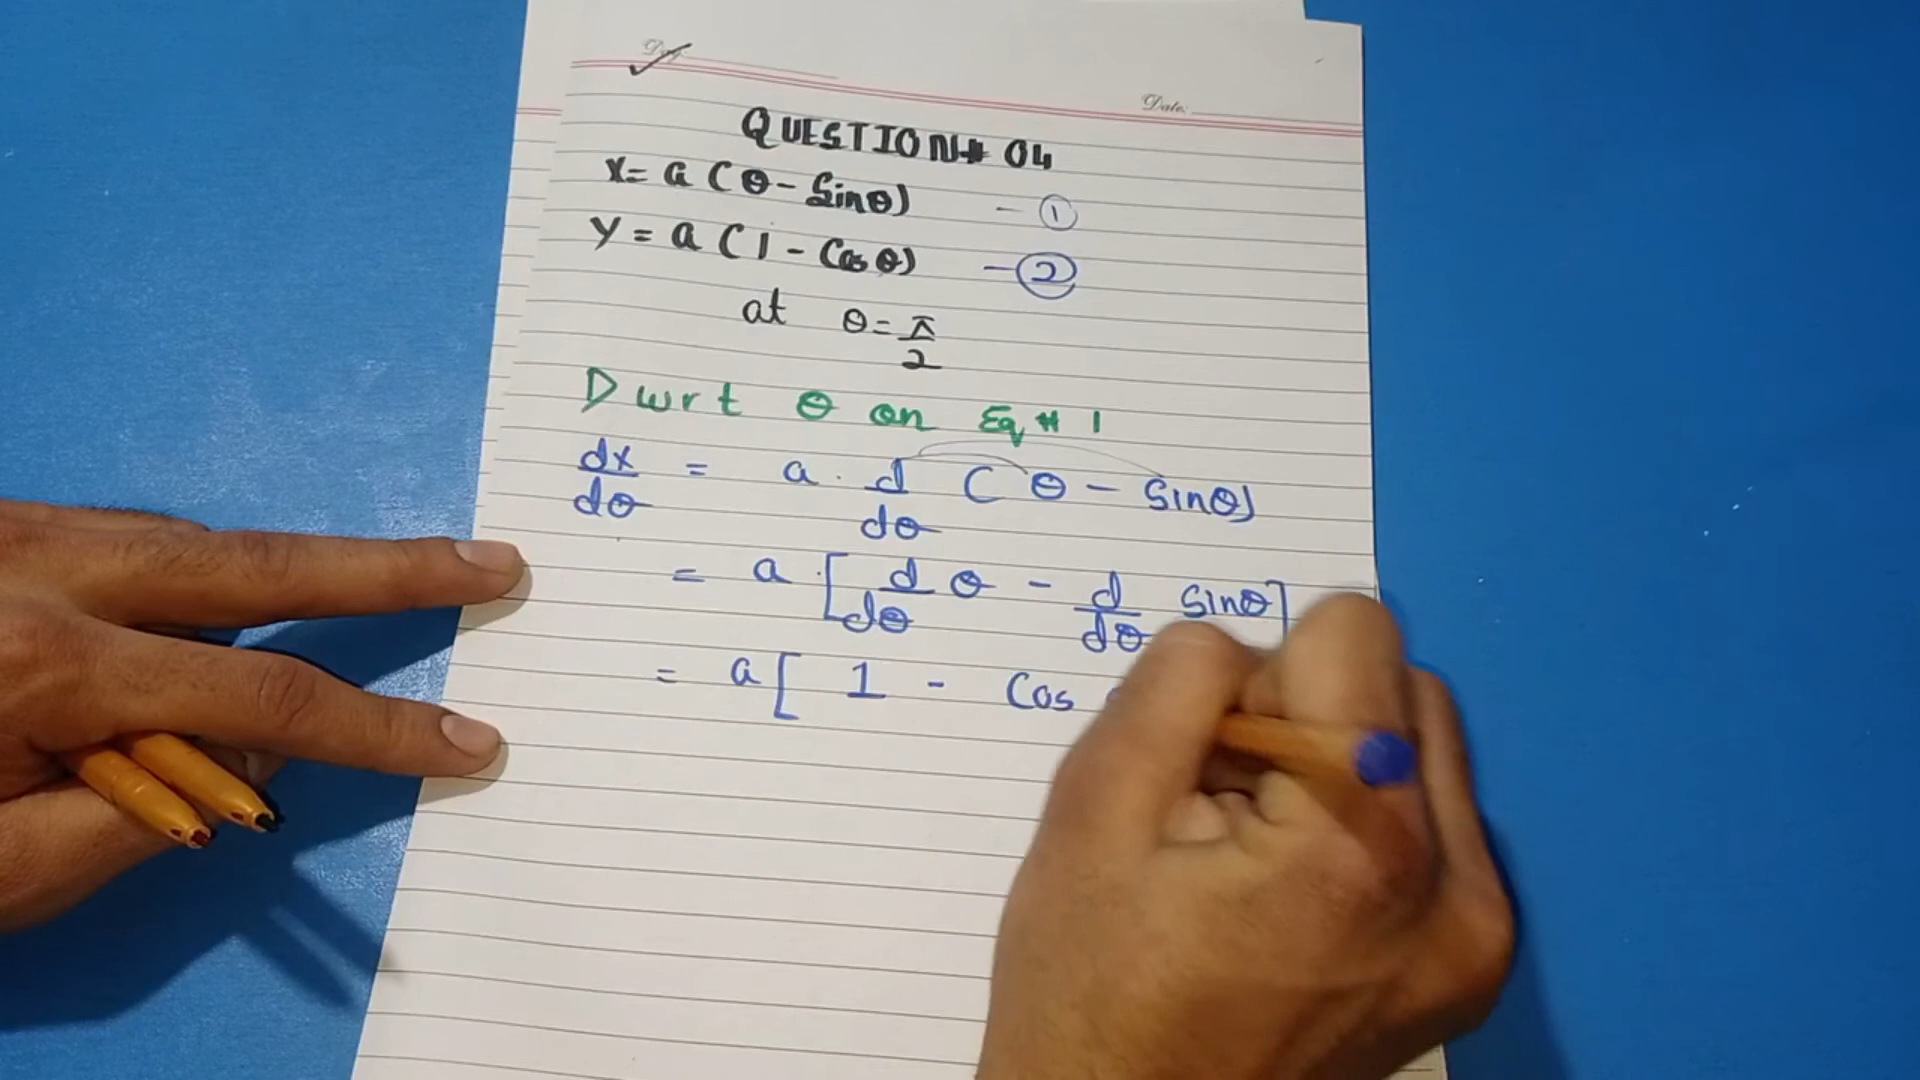 Date:
QUESTION# 04
x = a (θ - Sinθ) - ①
y = a (1 - Cosθ) - ②
at θ = π/2
D wrt θ on Eq # 1
dx/dθ = a . d/dθ (θ - Sinθ)
= a . [d/dθ θ - d/dθ Sinθ]
= a [ 1 - Cos